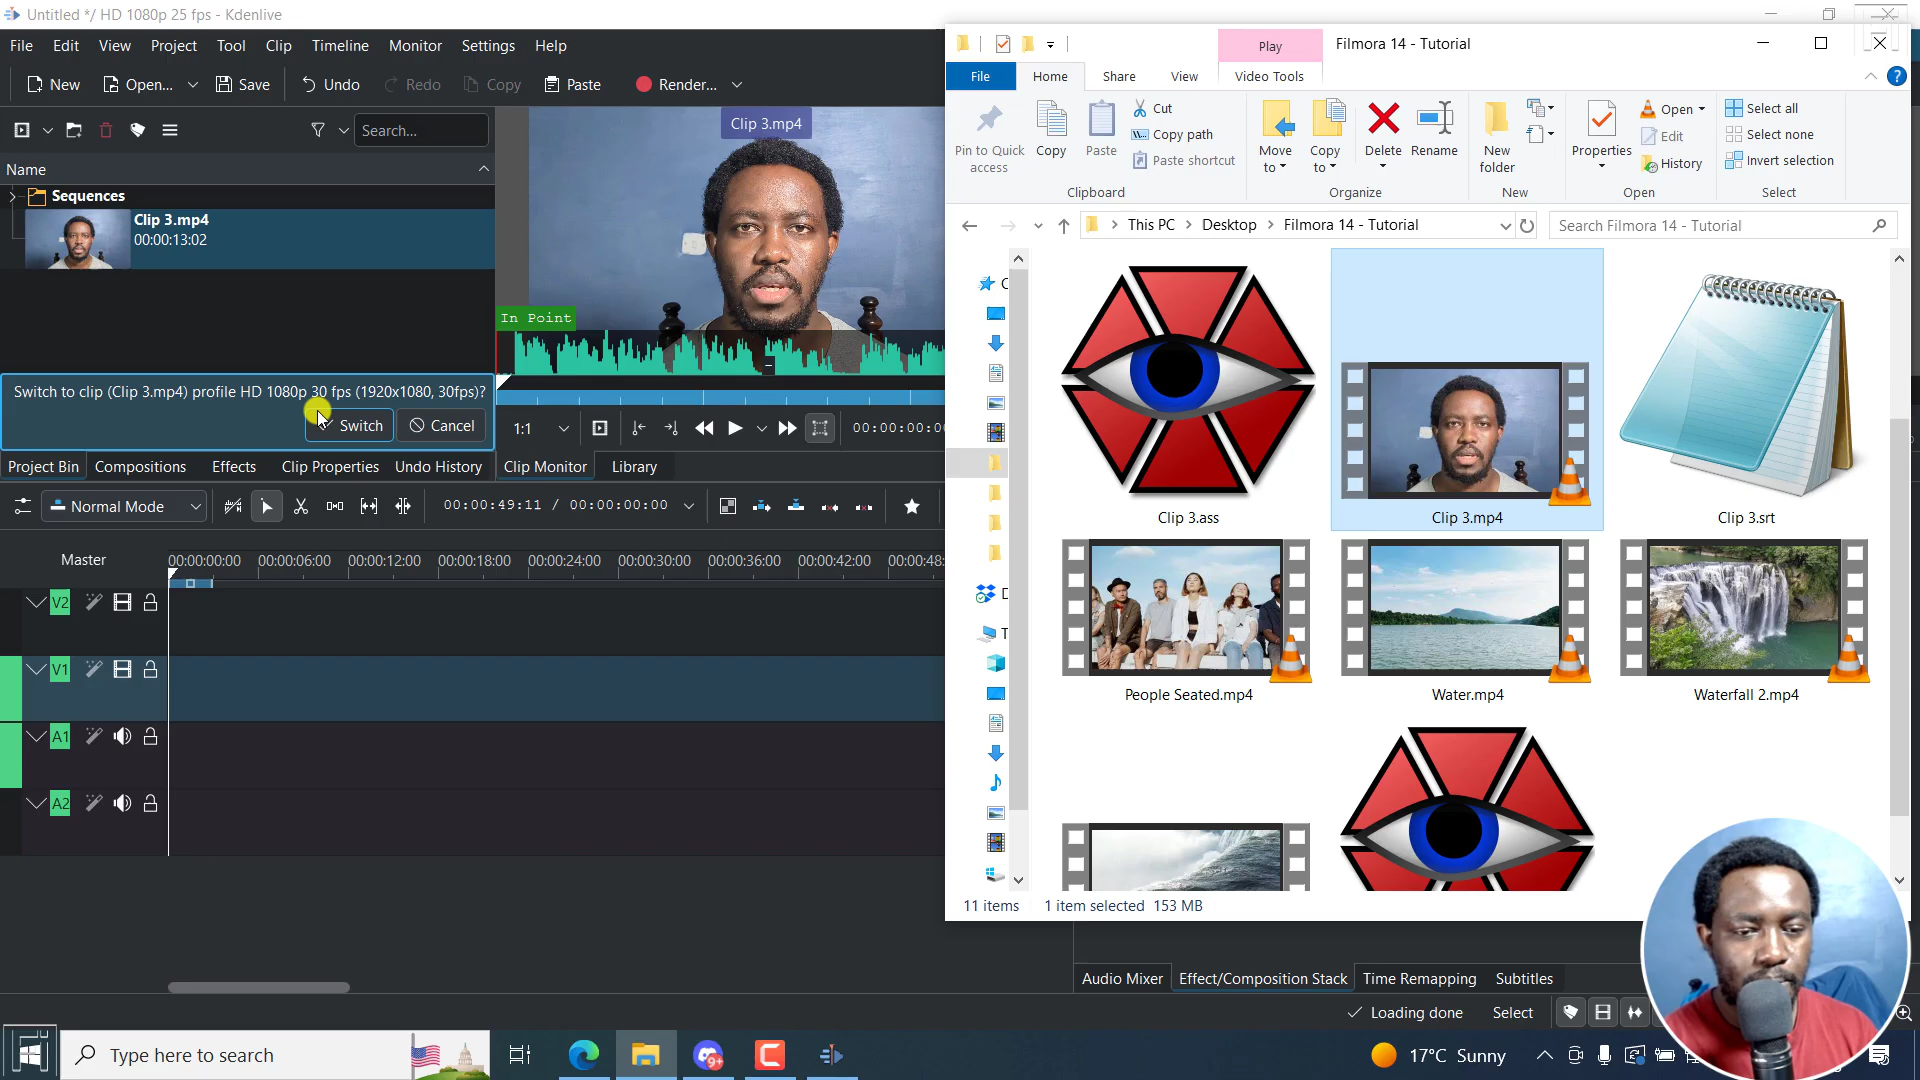 Untitled */ HD 1080p 25 fps - Kdenlive
File Edit View Project Tool Clip Timeline Monitor Settings Help
New Open... Save Undo Redo Copy Paste Render...
Search...
Name
Sequences
Clip 3.mp4
00:00:13:02
Clip 3.mp4
In Point
Switch to clip (Clip 3.mp4) profile HD 1080p 30 fps (1920x1080, 30fps)?
Switch Cancel
1:1 00:00:00:0
Project Bin Compositions Effects Clip Properties Undo History Clip Monitor Library
Normal Mode 00:00:49:11 / 00:00:00:00
Master 00:00:00:00 00:00:06:00 00:00:12:00 00:00:18:00 00:00:24:00 00:00:30:00 00:00:36:00 00:00:42:00 00:00:48:
V2
V1
A1
A2
Play Filmora 14 - Tutorial
File Home Share View Video Tools
Pin to Quick access
Copy
Paste
Cut
Copy path
Paste shortcut
Clipboard
Move to
Copy to
Delete
Rename
Organize
New folder
New
Properties
Open
Edit
History
Open
Select all
Select none
Invert selection
Select
This PC Desktop Filmora 14 - Tutorial
Search Filmora 14 - Tutorial
Clip 3.ass Clip 3.mp4 Clip 3.srt
People Seated.mp4 Water.mp4 Waterfall 2.mp4
11 items 1 item selected 153 MB
Audio Mixer Effect/Composition Stack Time Remapping Subtitles
Loading done Select
Type here to search
9+
17°C Sunny